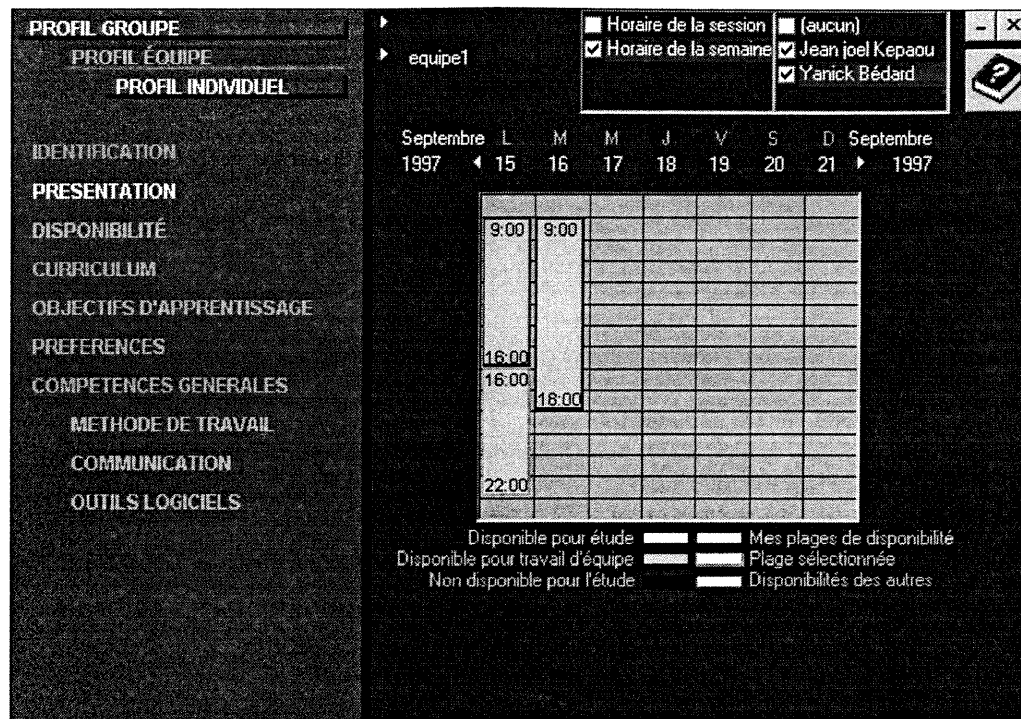 PROFIL GROUPE
PROFIL ÉQUIPE
PROFIL INDIVIDUEL
IDENTIFICATION
PRESENTATION
DISPONIBILITÉ
CURRICULUM
OBJECTIFS D'APPRENTISSAGE
PREFERENCES
COMPETENCES GENERALES
METHODE DE TRAVAIL
COMMUNICATION
OUTILS LOGICIELS
equipe1
Horaire de la session
Horaire de la semaine
(aucun)
Jean joel Kepaou
Yanick Bédard
?
Septembre L M M J V S D Septembre
1997 15 16 17 18 19 20 21 1997
9:00 9:00
16:00
16:00
18:00
22:00
Disponible pour étude Mes plages de disponibilité
Disponible pour travail d'équipe Plage sélectionnée
Non disponible pour l'étude Disponibilités des autres